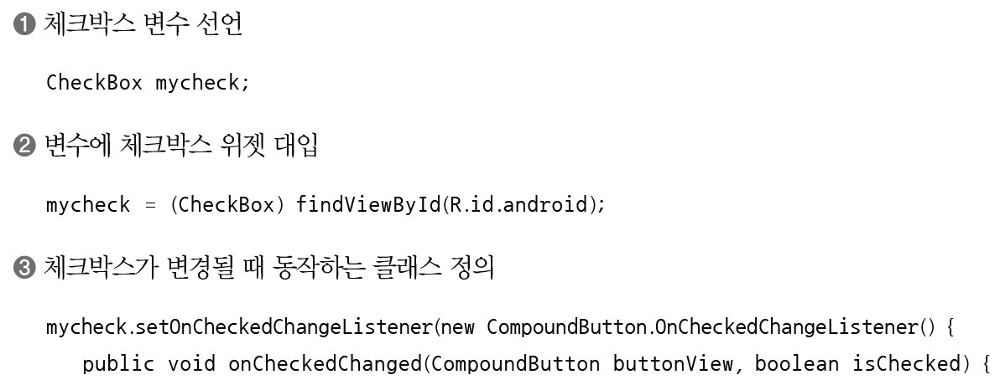 ❶ 체크박스 변수 선언
CheckBox mycheck;
❷ 변수에 체크박스 위젯 대입
mycheck = (CheckBox) findViewById(R.id.android);
❸ 체크박스가 변경될 때 동작하는 클래스 정의
mycheck.setOnCheckedChangeListener(new CompoundButton.OnCheckedChangeListener() {
public void onCheckedChanged(CompoundButton buttonView, boolean isChecked) {